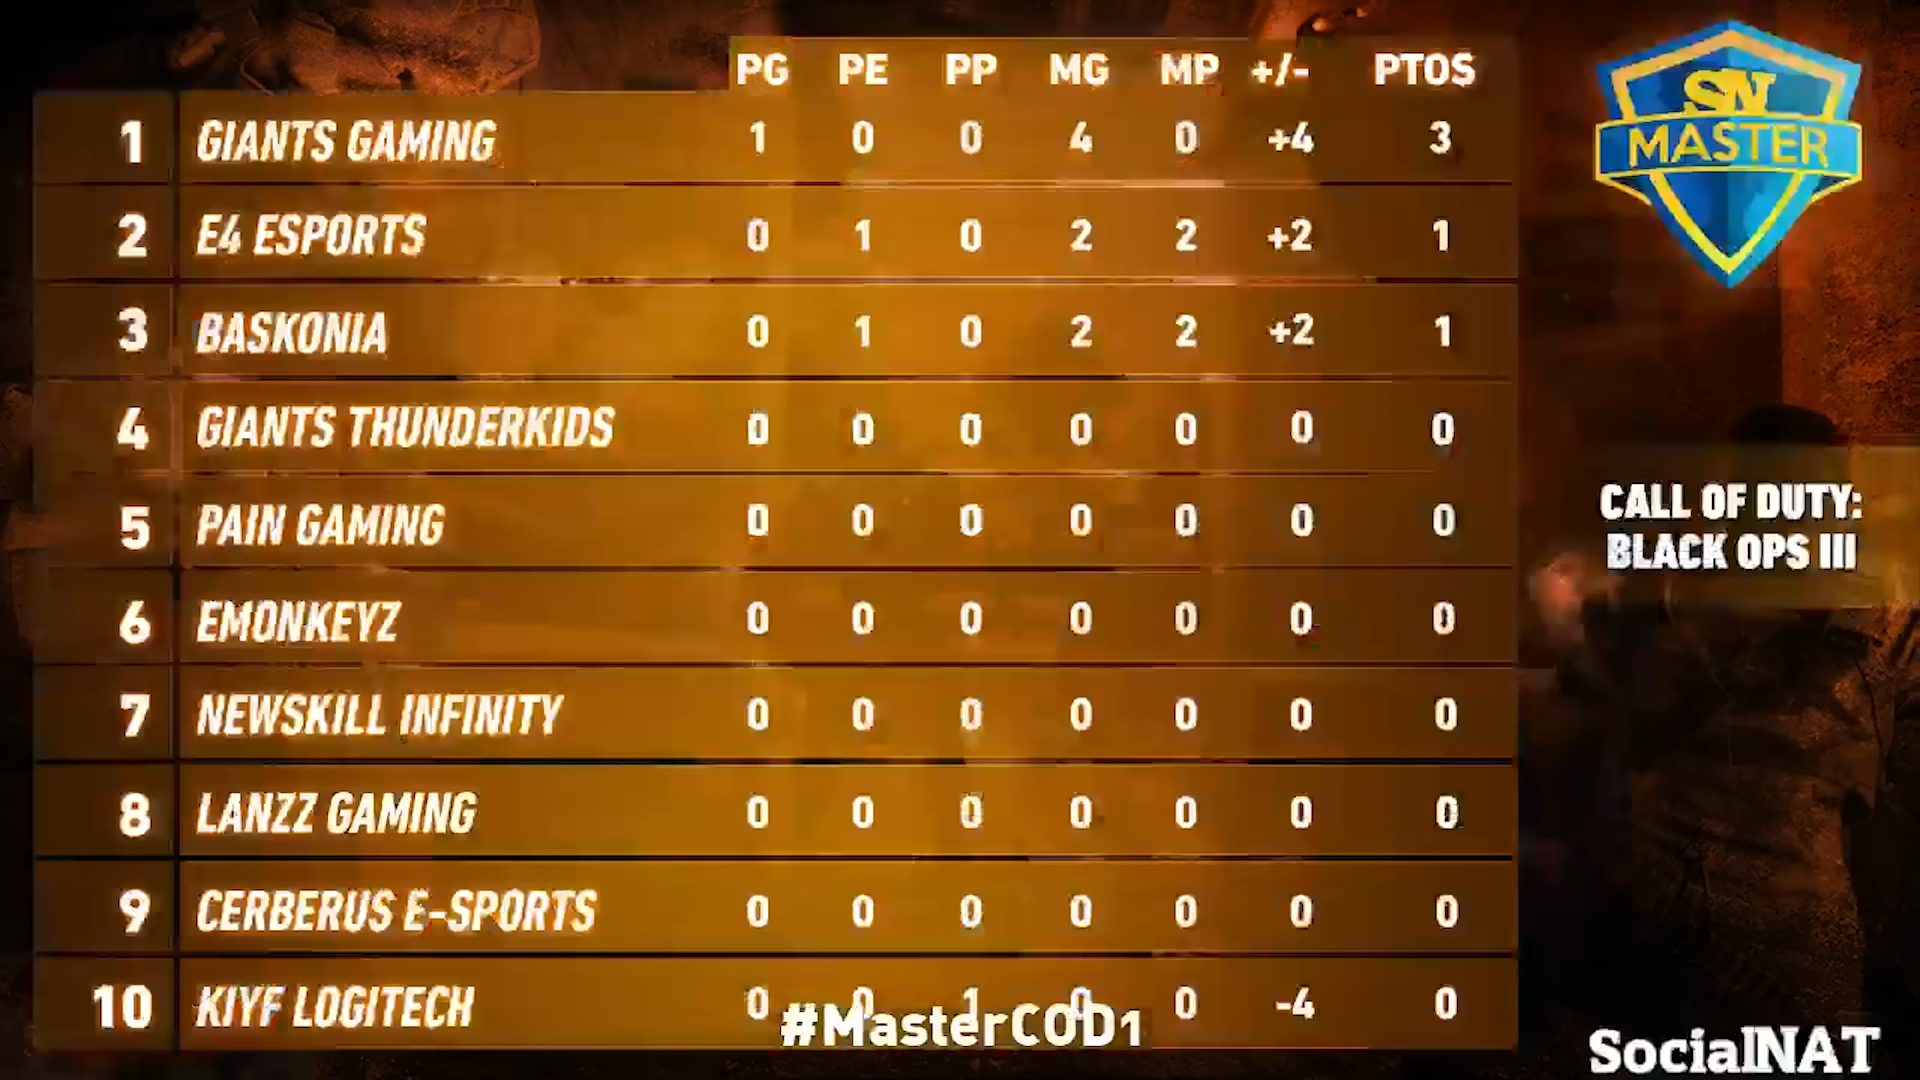 PG PE PP MG MP +/- PTOS
1 GIANTS GAMING 1 0 0 4 0 +4 3
2 E4 ESPORTS 0 1 0 2 2 +2 1
3 BASKONIA 0 1 0 2 2 +2 1
4 GIANTS THUNDERKIDS 0 0 0 0 0 0 0
5 PAIN GAMING 0 0 0 0 0 0 0
6 EMONKEYZ 0 0 0 0 0 0 0
7 NEWSKILL INFINITY 0 0 0 0 0 0 0
8 LANZZ GAMING 0 0 0 0 0 0 0
9 CERBERUS E-SPORTS 0 0 0 0 0 0 0
10 KIYF LOGITECH 0 0 1 0 0 -4 0
#MasterCOD1
SN
MASTER
CALL OF DUTY:
BLACK OPS III
SocialNAT